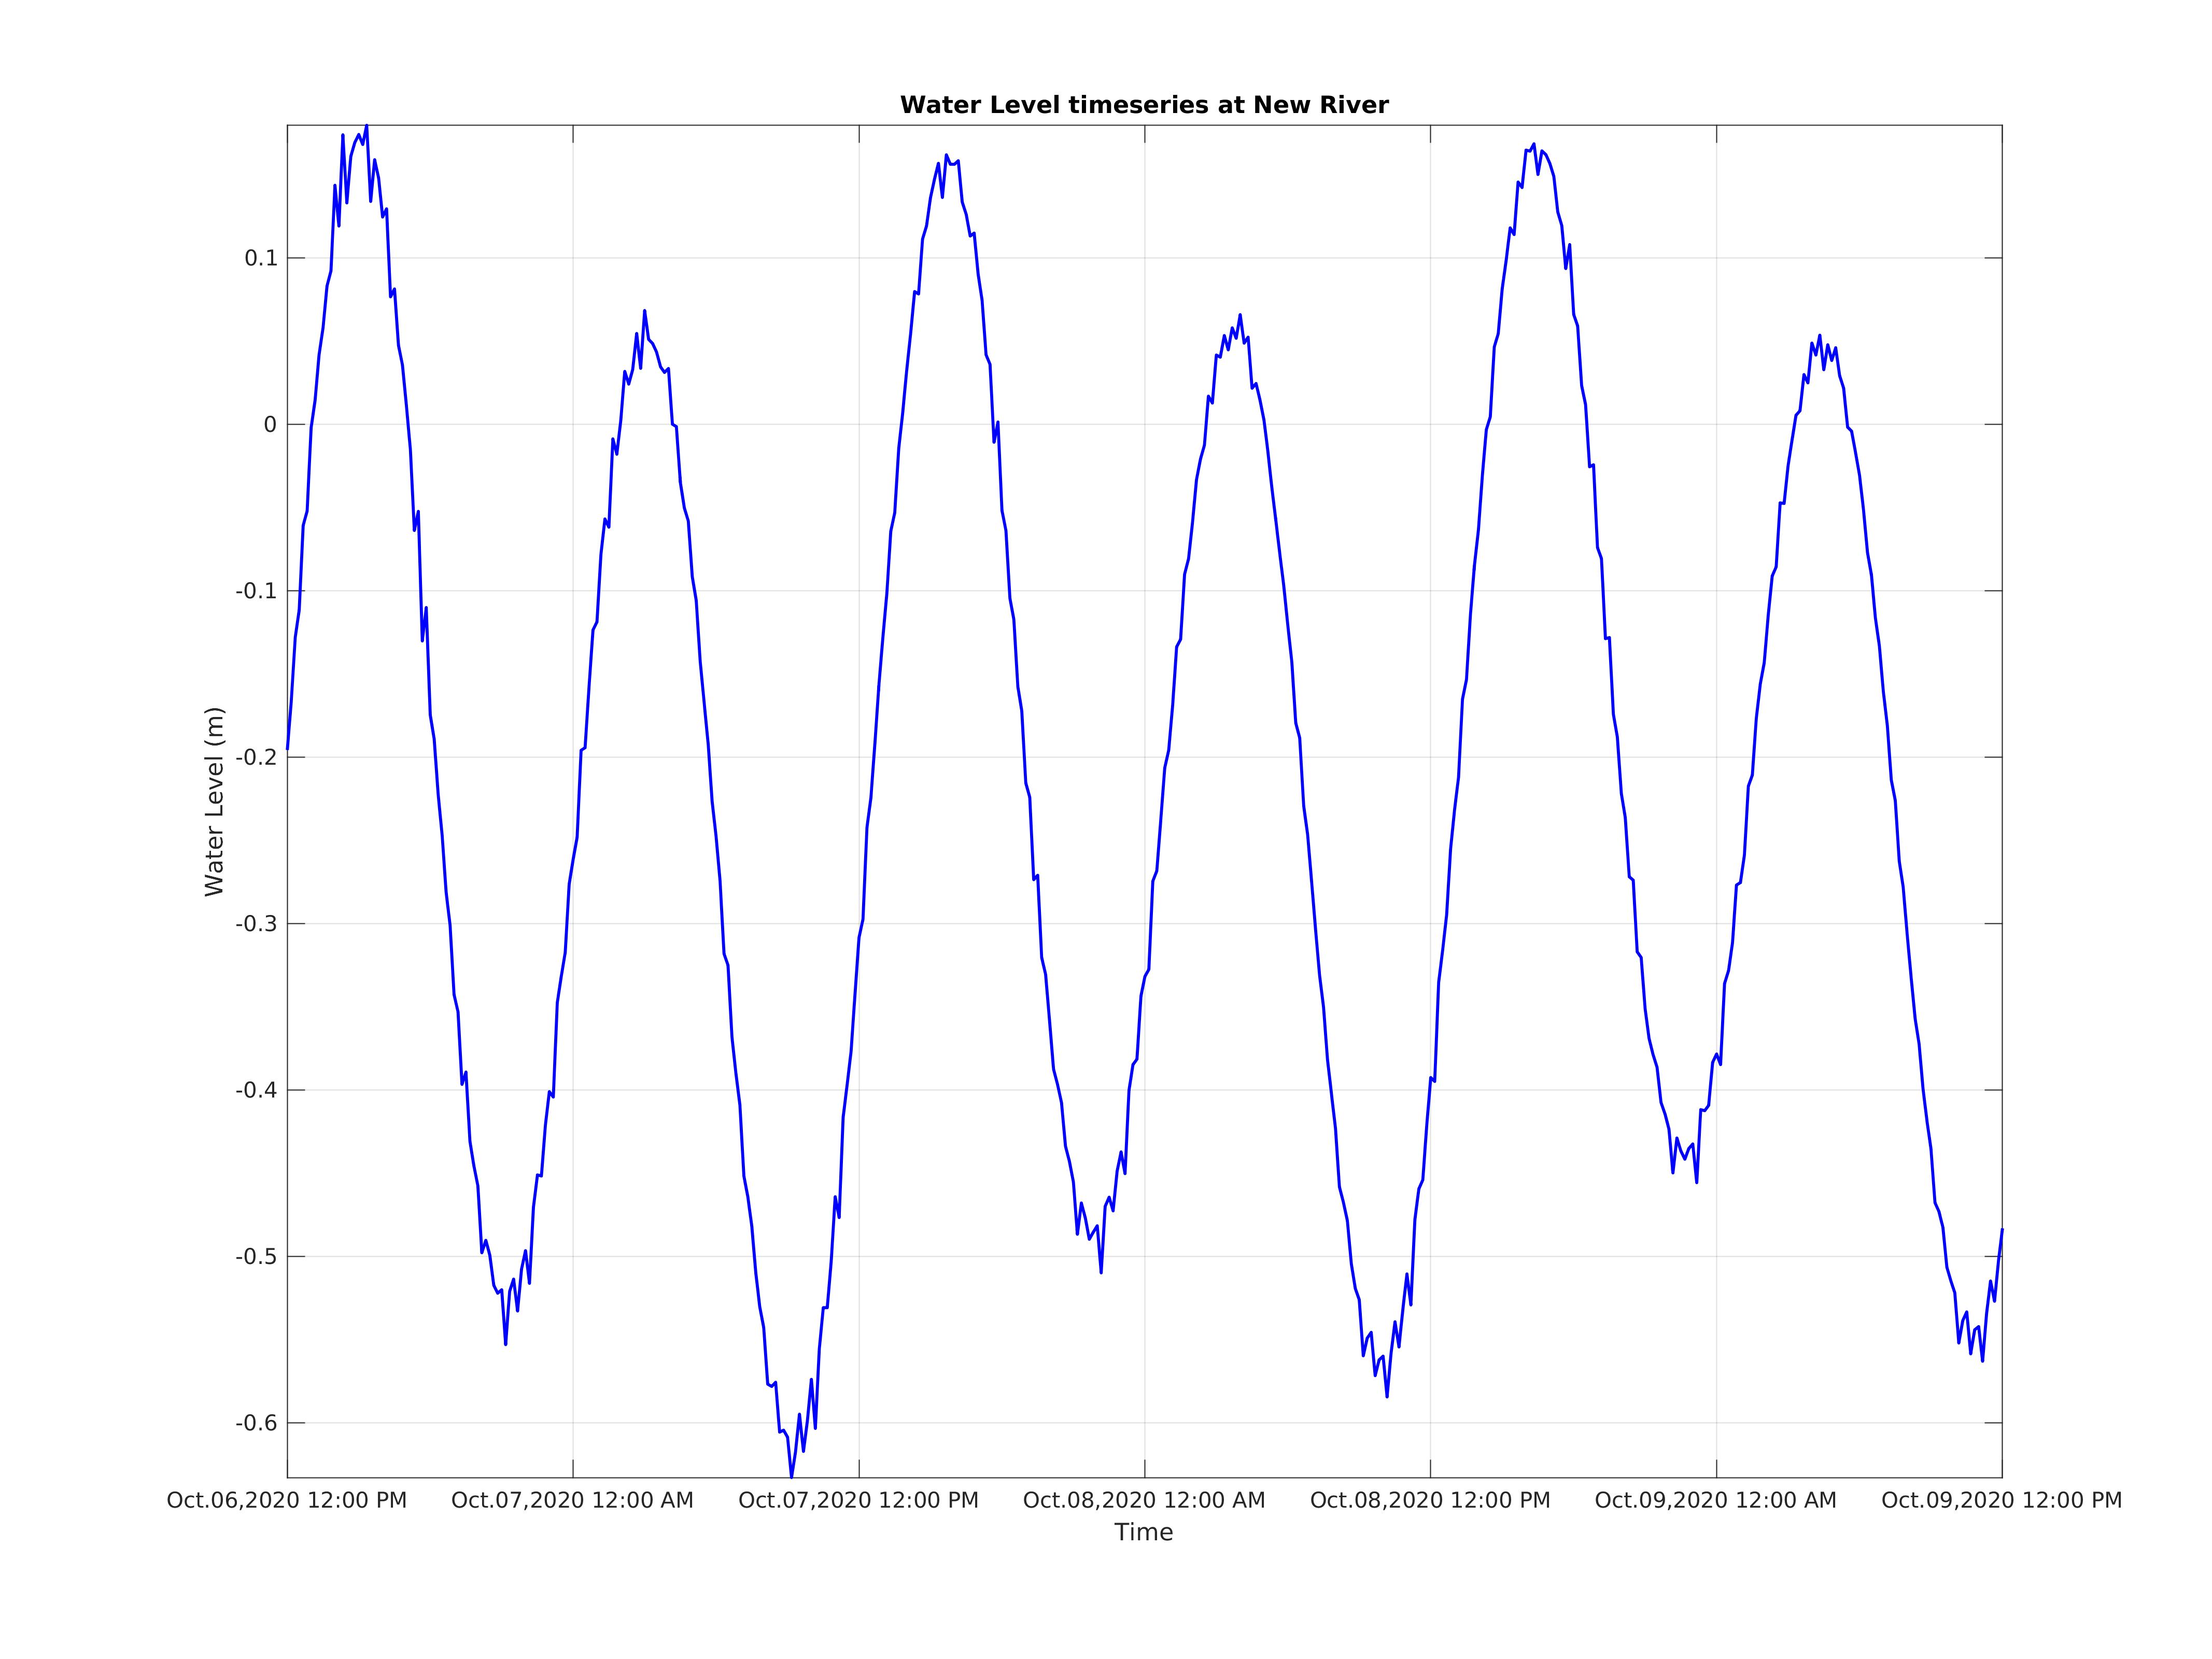 Water Level timeseries at New River
Water Level (m)
0.1
0
-0.1
-0.2
-0.3
-0.4
-0.5
-0.6
Oct.06,2020 12:00 PM Oct.07,2020 12:00 AM Oct.07,2020 12:00 PM Oct.08,2020 12:00 AM Oct.08,2020 12:00 PM Oct.09,2020 12:00 AM Oct.09,2020 12:00 PM
Time